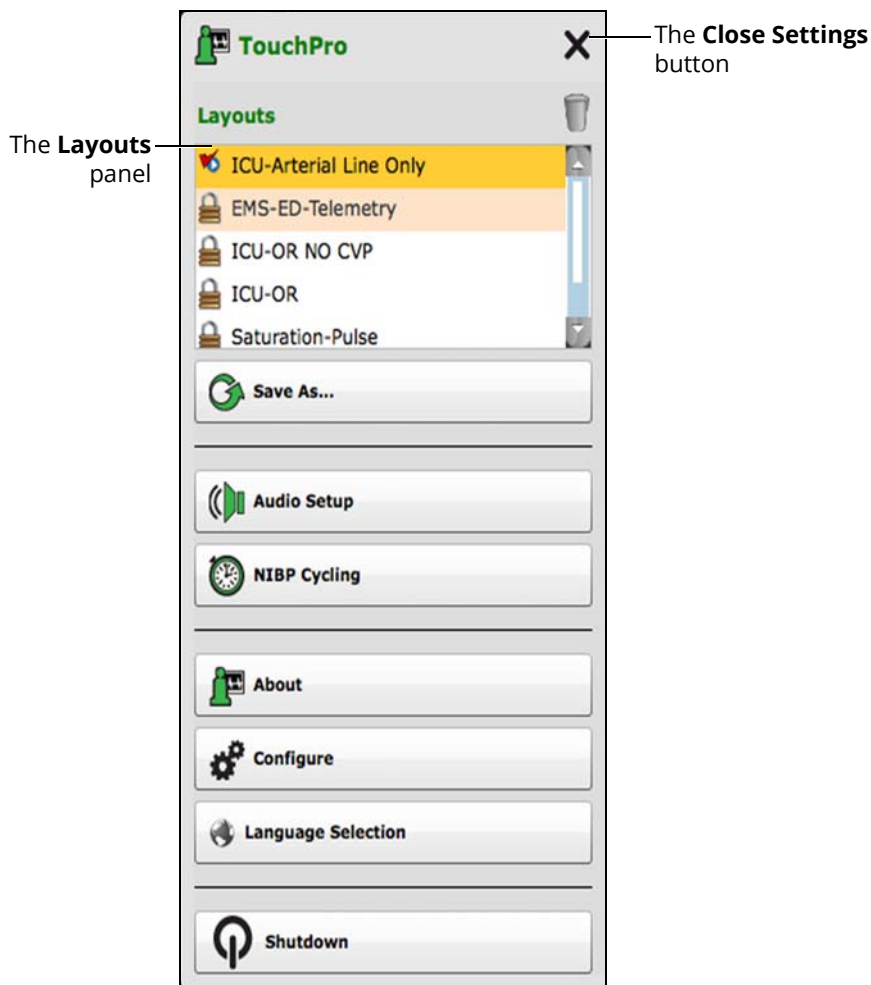 TouchPro
The Close Settings
button
Layouts
The Layouts
panel
ICU-Arterial Line Only
EMS-ED-Telemetry
ICU-OR NO CVP
ICU-OR
Saturation-Pulse
Save As...
Audio Setup
NIBP Cycling
About
Configure
Language Selection
Shutdown